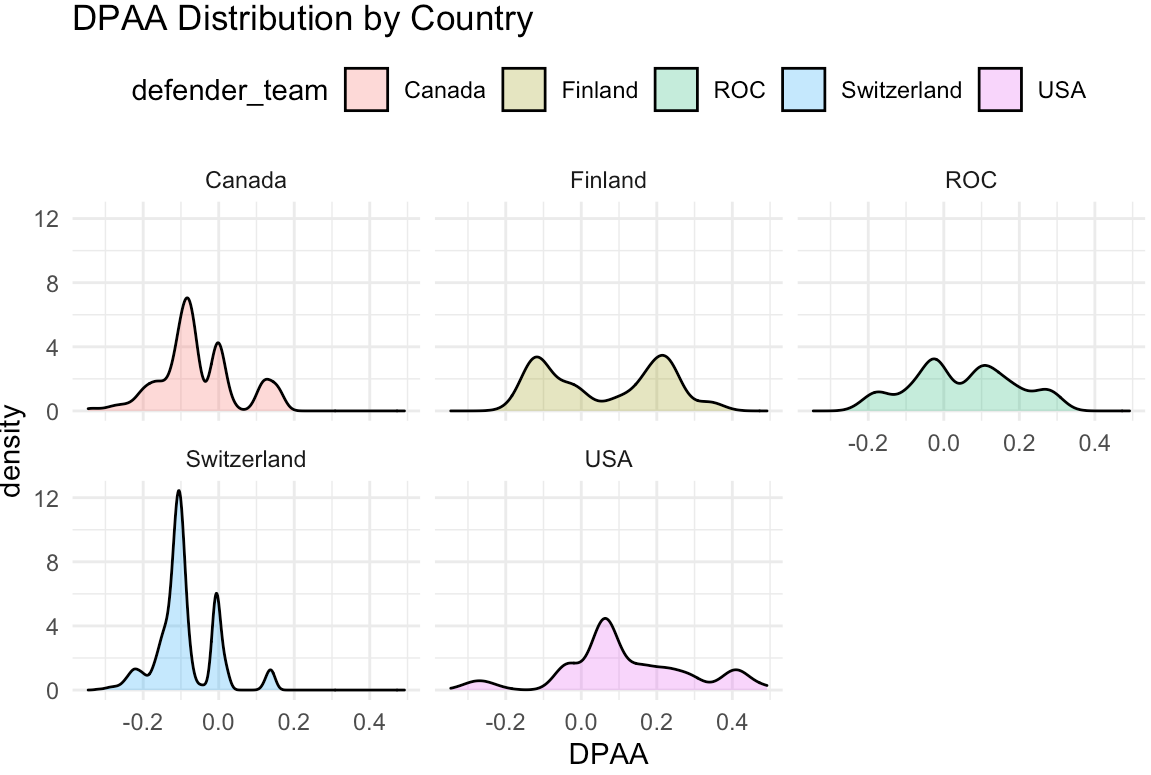 DPAA Distribution by Country
defender_team Canada Finland ROC Switzerland USA
Canada Finland ROC
12
8
4
0
-0.2 0.0 0.2 0.4
Switzerland USA
12
8
4
0
-0.2 0.0 0.2 0.4 -0.2 0.0 0.2 0.4
density
DPAA